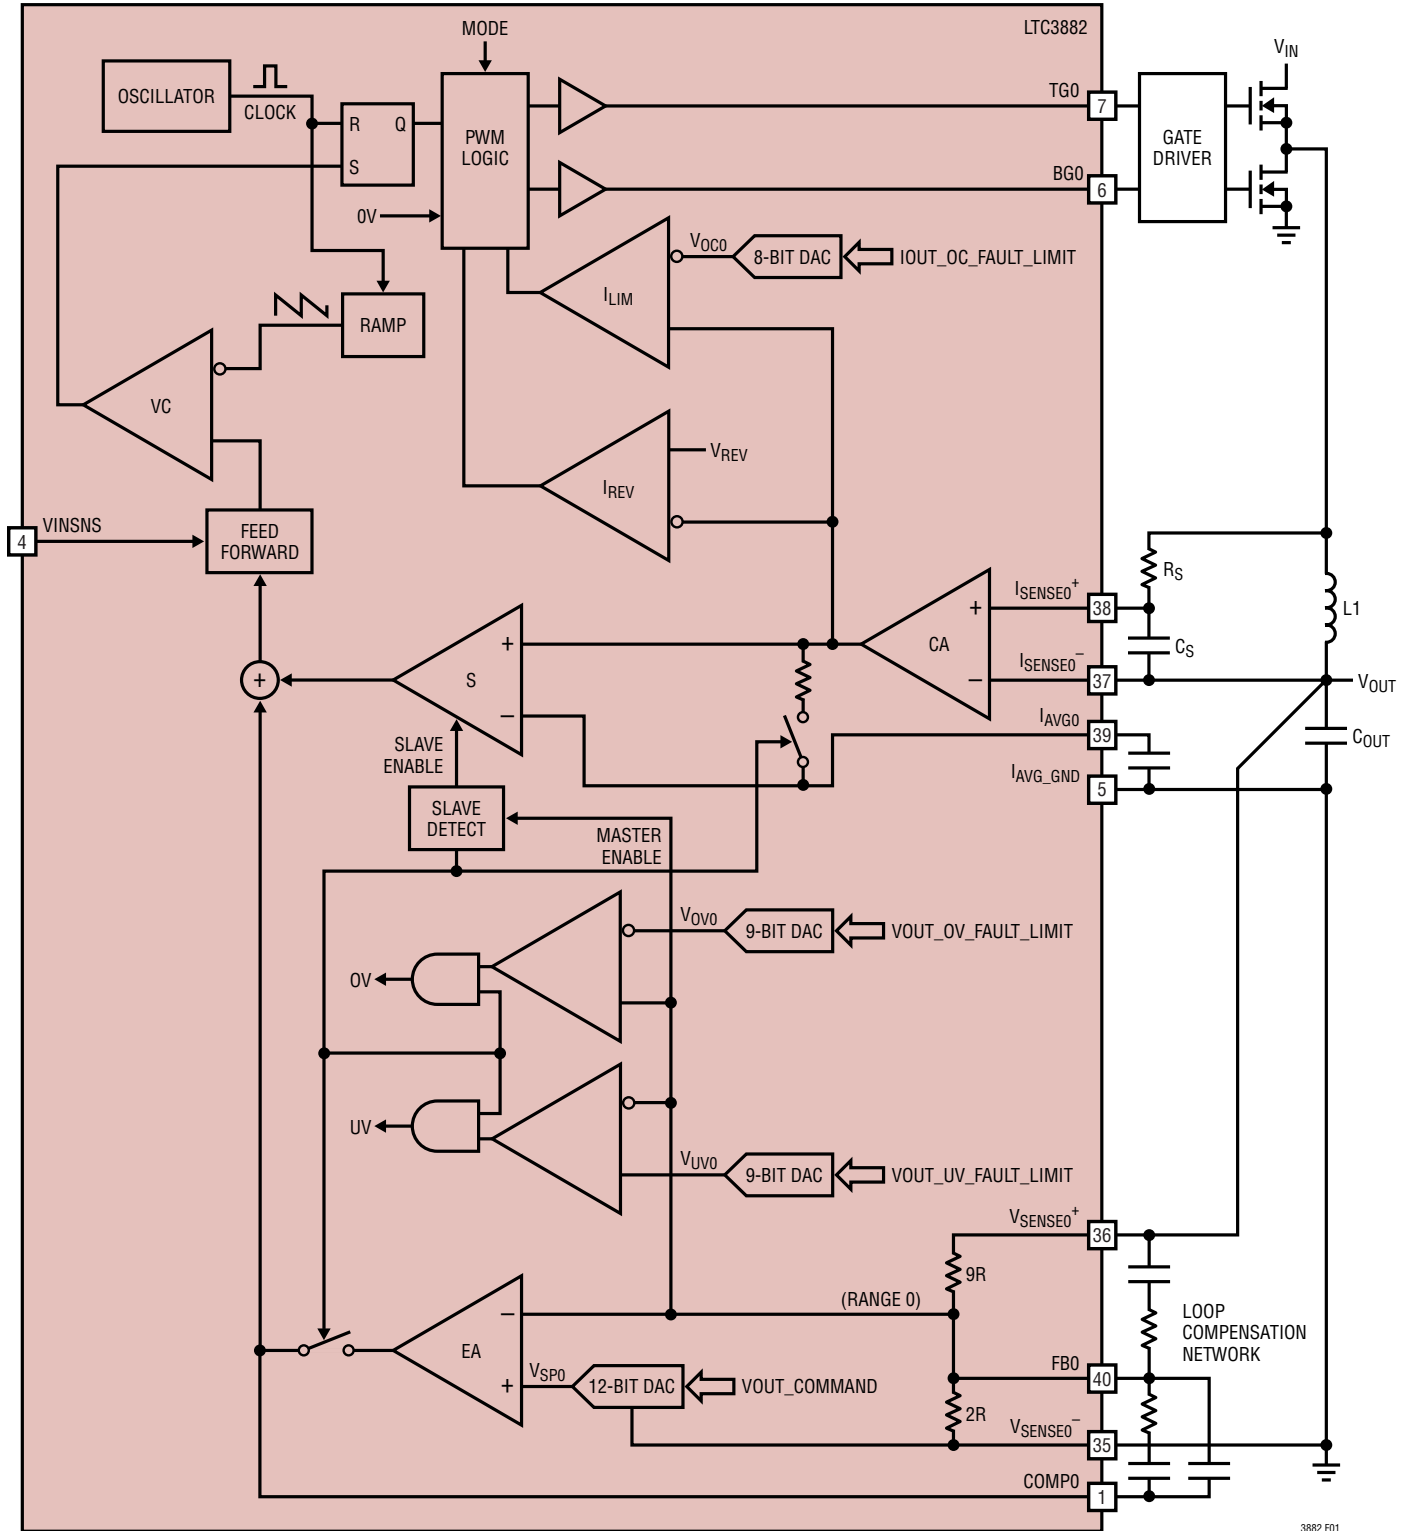 LTC3882
MODE
OSCILLATOR
CLOCK
R
Q
S
PWM
LOGIC
TG0
7
BG0
6
GATE
DRIVER
VIN
0V
VOC0
8-BIT DAC
IOUT_OC_FAULT_LIMIT
ILIM
RAMP
VC
VREV
IREV
4
VINSNS
FEED
FORWARD
RS
ISENSE0+
38
L1
CA
+
−
CS
ISENSE0−
37
VOUT
+
S
+
−
IAVG0
39
COUT
SLAVE
ENABLE
IAVG_GND
5
SLAVE
DETECT
MASTER
ENABLE
VOV0
9-BIT DAC
VOUT_OV_FAULT_LIMIT
OV
UV
VUV0
9-BIT DAC
VOUT_UV_FAULT_LIMIT
VSENSE0+
36
9R
(RANGE 0)
LOOP
COMPENSATION
NETWORK
EA
−
+
FB0
40
VSP0
12-BIT DAC
VOUT_COMMAND
2R
VSENSE0−
35
COMP0
1
3882 F01